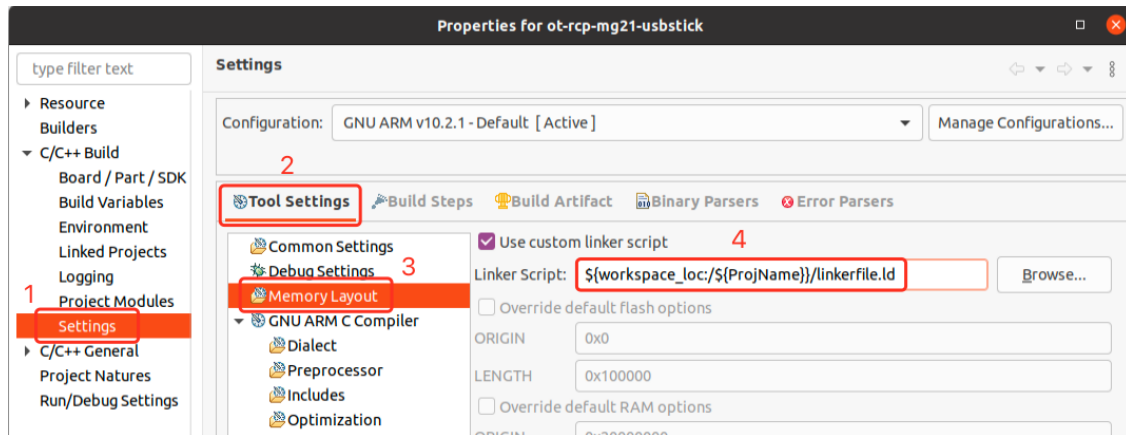 Properties for ot-rcp-mg21-usbstick
type filter text
Resource
Builders
C/C++ Build
Board / Part / SDK
Build Variables
Environment
Linked Projects
Logging
Project Modules
1
Settings
C/C++ General
Project Natures
Run/Debug Settings
Settings
Configuration:
GNU ARM v10.2.1 - Default [ Active ]
Manage Configurations...
2
Tool Settings
Build Steps
Build Artifact
Binary Parsers
Error Parsers
Common Settings
Debug Settings
3
Memory Layout
GNU ARM C Compiler
Dialect
Preprocessor
Includes
Optimization
Use custom linker script
4
Linker Script:
${workspace_loc:/${ProjName}}/linkerfile.ld
Browse...
Override default flash options
ORIGIN
0x0
LENGTH
0x100000
Override default RAM options
ORIGIN
0x20000000